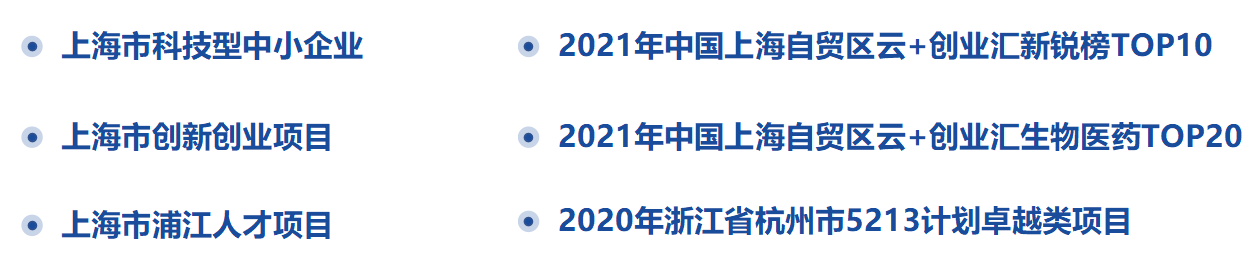 上海市科技型中小企业
2021年中国上海自贸区云+创业汇新锐榜TOP10
上海市创新创业项目
2021年中国上海自贸区云+创业汇生物医药TOP20
上海市浦江人才项目
2020年浙江省杭州市5213计划卓越类项目